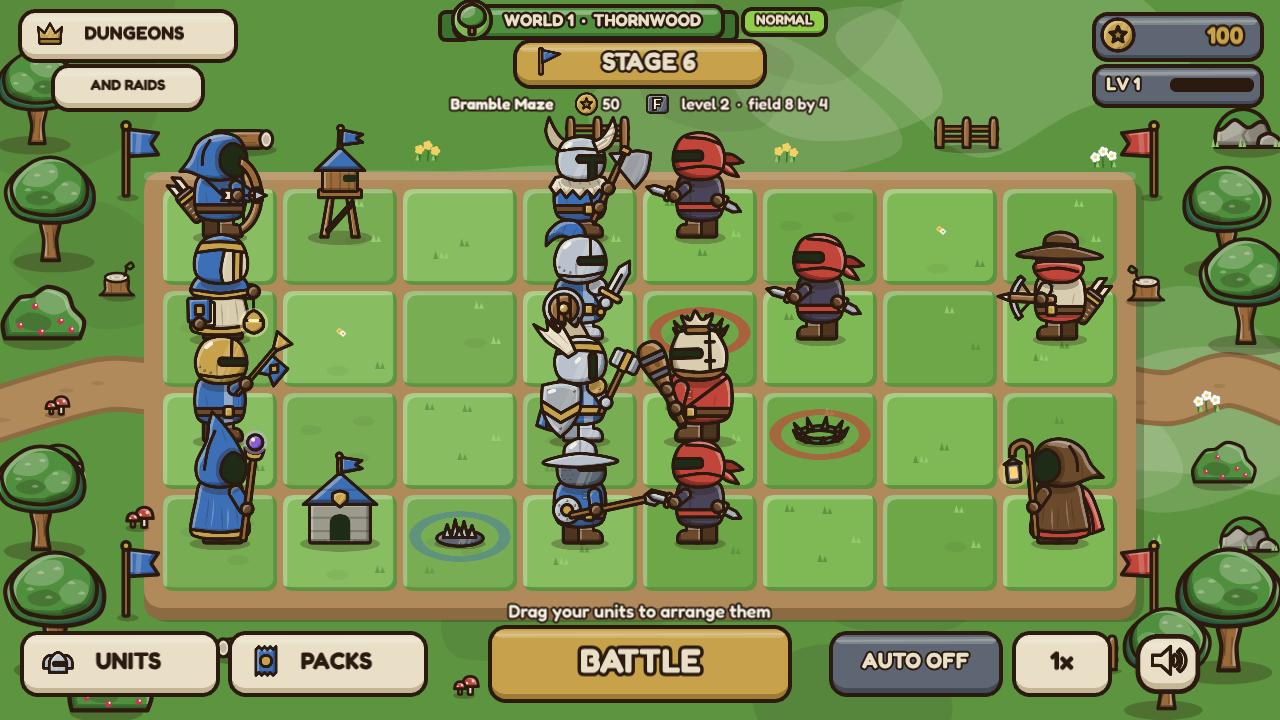 DUNGEONS
AND RAIDS
WORLD 1 · THORNWOOD
NORMAL
STAGE 6
Bramble Maze
50
F
level 2 · field 8 by 4
100
LV 1
Drag your units to arrange them
UNITS
PACKS
BATTLE
AUTO OFF
1x